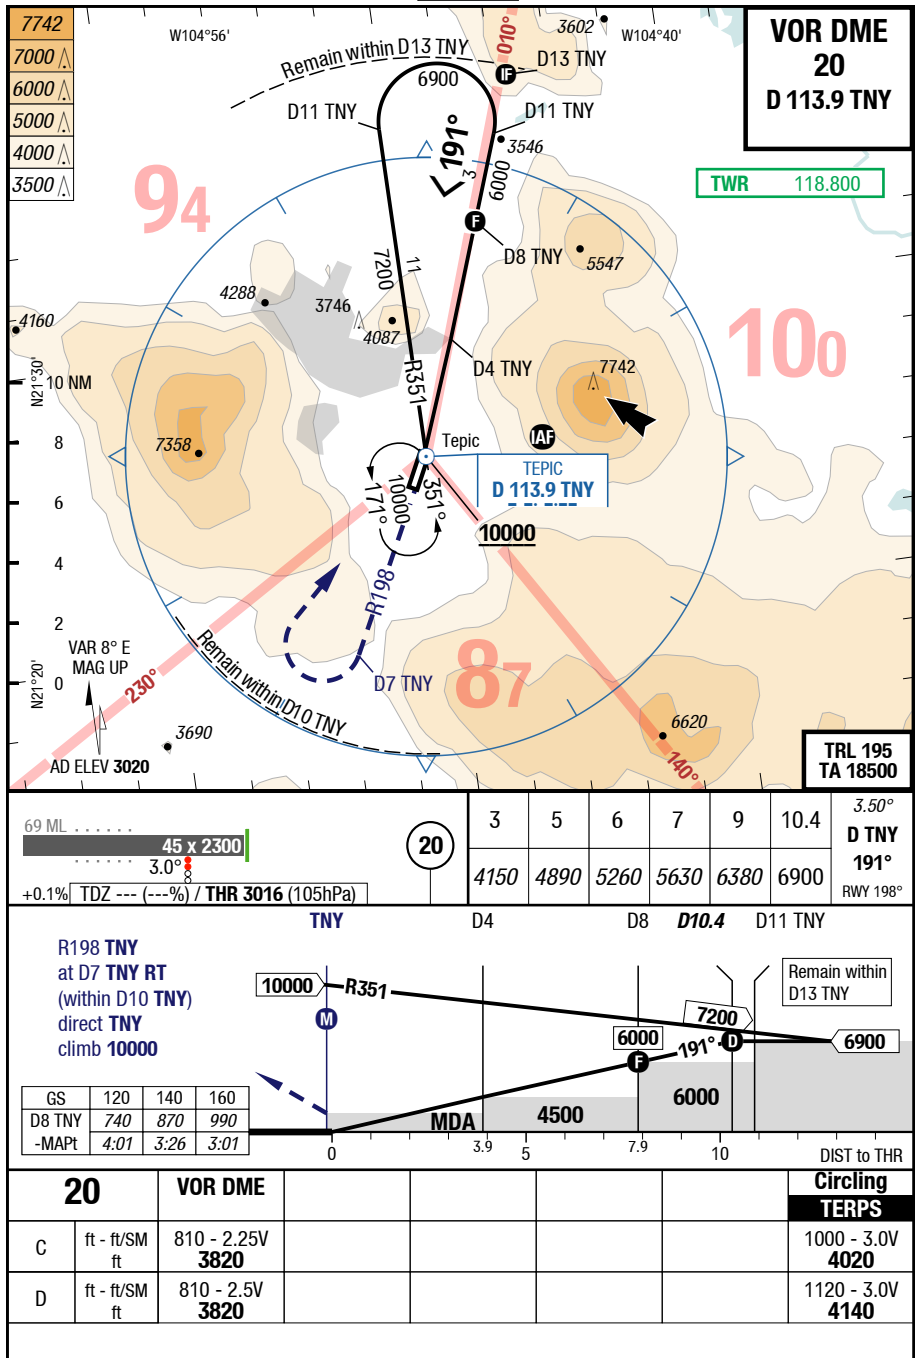 7742
7000
6000
5000
4000
3500
W104°56'
Remain within D13 TNY
6900
010°
3602
W104°40'
IF
D13 TNY
VOR DME
20
D 113.9 TNY
D11 TNY
D11 TNY
<191°
3
6000
3546
TWR 118.800
94
F
D8 TNY
5547
7200
11
4288
3746
4087
4160
100
N21°30'
10 NM
R351
D4 TNY
7742
8
7358
Tepic
IAF
TEPIC
D 113.9 TNY
6
10000
171°
351°
10000
4
R198
2
VAR 8° E
MAG UP
Remain within D10 TNY
87
N21°20'
0
230°
D7 TNY
3690
6620
140°
AD ELEV 3020
TRL 195
TA 18500
69 ML
45 x 2300
3.0°
+0.1%
TDZ --- (---%) / THR 3016 (105hPa)
20
3 5 6 7 9 10.4
4150 4890 5260 5630 6380 6900
3.50°
D TNY
191°
RWY 198°
TNY D4 D8 D10.4 D11 TNY
R198 TNY
at D7 TNY RT
(within D10 TNY)
direct TNY
climb 10000
10000
R351
M
Remain within
D13 TNY
7200
6000
191°
D
6900
F
6000
MDA
4500
GS 120 140 160
D8 TNY 740 870 990
-MAPt 4:01 3:26 3:01
0 3.9 5 7.9 10 DIST to THR
20 VOR DME Circling
TERPS
C ft - ft/SM 810 - 2.25V 1000 - 3.0V
ft 3820 4020
D ft - ft/SM 810 - 2.5V 1120 - 3.0V
ft 3820 4140